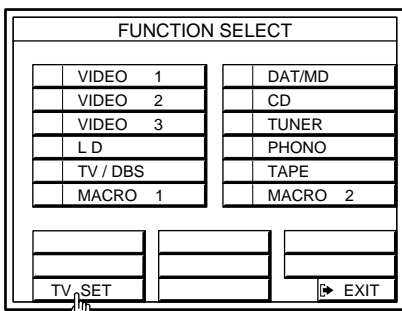 FUNCTION SELECT
VIDEO 1 DAT/MD
VIDEO 2 CD
VIDEO 3 TUNER
L D PHONO
TV / DBS TAPE
MACRO 1 MACRO 2
TV SET EXIT